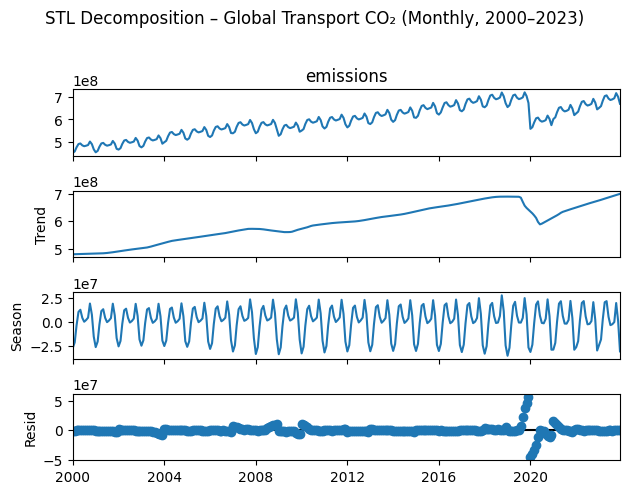 STL Decomposition – Global Transport CO₂ (Monthly, 2000–2023)
emissions
1e8
7
6
5
1e8
7
6
5
Trend
1e7
2.5
0.0
−2.5
Season
1e7
5
0
−5
Resid
2000 2004 2008 2012 2016 2020